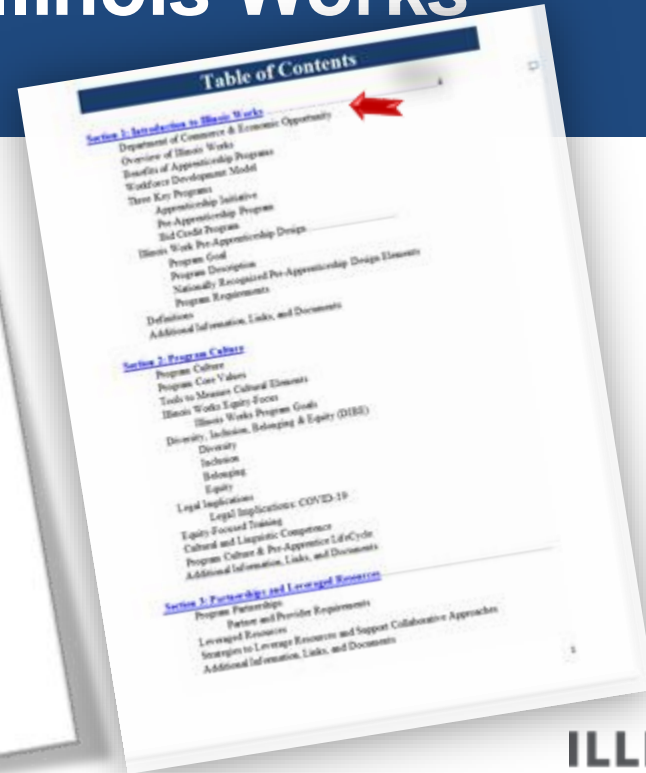 Illinois Works
Table of Contents
Section 1: Introduction to Illinois Works
Department of Commerce & Economic Opportunity
Overview of Illinois Works
Benefits of Apprenticeship Programs
Workforce Development Model
Three Key Programs
Apprenticeship Initiative
Pre-Apprenticeship Program
Bid Credit Program
Illinois Work Pre-Apprenticeship Design
Program Goal
Program Description
Nationally Recognized Pre-Apprenticeship Design Elements
Program Requirements
Definitions
Additional Information, Links, and Documents
Section 2: Program Culture
Program Culture
Program Core Values
Tools to Measure Cultural Elements
Illinois Works Equity-Focus
Illinois Works Program Goals
Diversity, Inclusion, Belonging & Equity (DIBE)
Diversity
Inclusion
Belonging
Equity
Legal Implications
Legal Implications: COVID-19
Equity-Focused Training
Cultural and Linguistic Competence
Program Culture & Pre-Apprentice LifeCycle
Additional Information, Links, and Documents
Section 3: Partnerships and Leveraged Resources
Program Partnerships
Partner and Provider Requirements
Leveraged Resources
Strategies to Leverage Resources and Support Collaborative Approaches
Additional Information, Links, and Documents
ILL